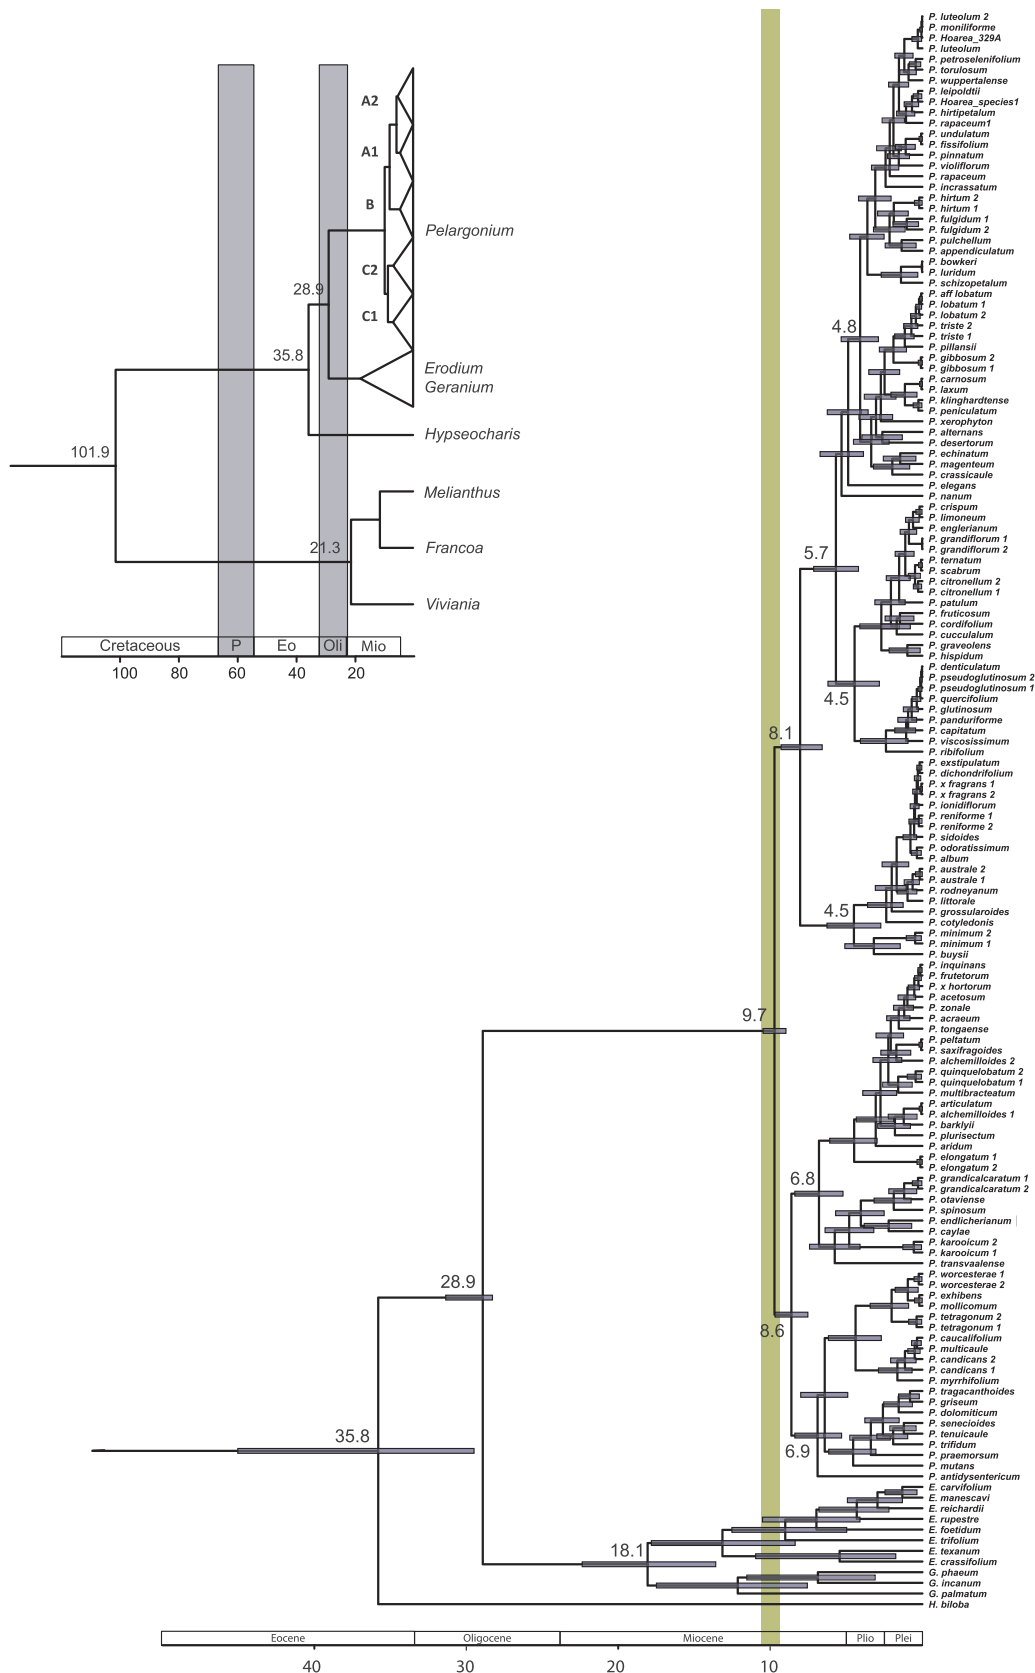 A2
A1
B
Pelargonium
C2
28.9
C1
35.8
Erodium
Geranium
Hypseocharis
101.9
Melianthus
21.3
Francoa
Viviania
Cretaceous P Eo Oli Mio
100 80 60 40 20
P. luteolum 2
P. moniliforme
P. Hoarea_329A
P. luteolum
P. petroselenifolium
P. torulosum
P. wuppertalense
P. leipoldtii
P. Hoarea_species1
P. hirtipetalum
P. rapaceum1
P. undulatum
P. fissifolium
P. pinnatum
P. violiflorum
P. rapaceum
P. incrassatum
P. hirtum 2
P. hirtum 1
P. fulgidum 1
P. fulgidum 2
P. pulchellum
P. appendiculatum
P. bowkeri
P. luridum
P. schizopetalum
P. aff lobatum
P. lobatum 1
P. lobatum 2
P. triste 2
4.8
P. triste 1
P. pillansii
P. gibbosum 2
P. gibbosum 1
P. carnosum
P. laxum
P. klinghardtense
P. peniculatum
P. xerophyton
P. alternans
P. desertorum
P. echinatum
P. magenteum
P. crassicaule
P. elegans
P. nanum
P. crispum
P. limoneum
P. englerianum
P. grandiflorum 1
P. grandiflorum 2
5.7
P. ternatum
P. scabrum
P. citronellum 2
P. citronellum 1
P. patulum
P. fruticosum
P. cordifolium
P. cucculalum
P. graveolens
P. hispidum
P. denticulatum
P. pseudoglutinosum 2
P. pseudoglutinosum 1
4.5
P. quercifolium
P. glutinosum
P. panduriforme
8.1
P. capitatum
P. viscosissimum
P. ribifolium
P. exstipulatum
P. dichondrifolium
P. x fragrans 1
P. x fragrans 2
P. ionidiflorum
P. reniforme 1
P. reniforme 2
P. sidoides
P. odoratissimum
P. album
P. australe 2
P. australe 1
P. rodneyanum
P. littorale
4.5
P. grossularoides
P. cotyledonis
P. minimum 2
P. minimum 1
P. buysii
P. inquinans
P. frutetorum
P. x hortorum
P. acetosum
P. zonale
9.7
P. acraeum
P. tongaense
P. peltatum
P. saxifragoides
P. alchemilloides 2
P. quinquelobatum 2
P. quinquelobatum 1
P. multibracteatum
P. articulatum
P. alchemilloides 1
P. barklyii
P. plurisectum
P. aridum
P. elongatum 1
P. elongatum 2
6.8
P. grandicalcaratum 1
P. grandicalcaratum 2
P. otaviense
P. spinosum
P. endlicherianum
P. caylae
P. karooicum 2
P. karooicum 1
P. transvaalense
28.9
P. worcesterae 1
P. worcesterae 2
P. exhibens
P. mollicomum
P. tetragonum 2
8.6
P. tetragonum 1
P. caucalifolium
P. multicaule
P. candicans 2
P. candicans 1
P. myrrhifolium
P. tragacanthoides
P. griseum
P. dolomiticum
P. senecioides
35.8
P. tenuicaule
P. trifidum
6.9
P. praemorsum
P. mutans
P. antidysentericum
E. carvifolium
E. manescavi
E. reichardii
E. rupestre
E. foetidum
E. trifolium
18.1
E. texanum
E. crassifolium
G. phaeum
G. incanum
G. palmatum
H. biloba
Eocene Oligocene Miocene Plio Plei
40 30 20 10